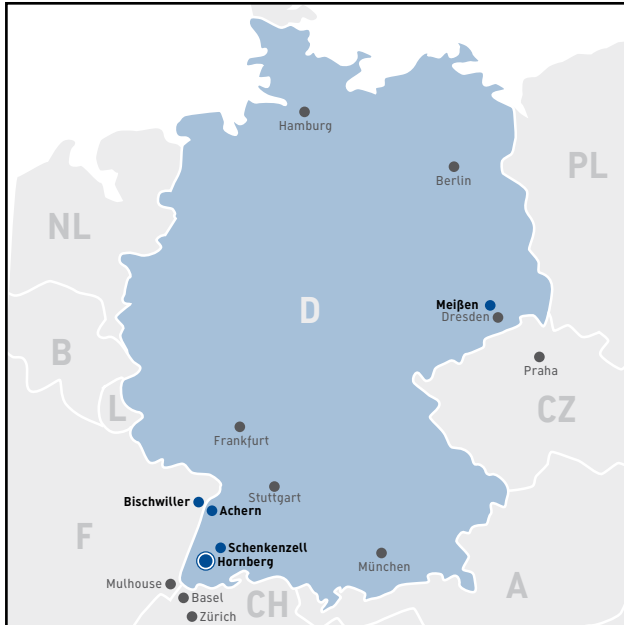 Hamburg
Berlin
PL
NL
Meißen
Dresden
D
B
Praha
L
CZ
Frankfurt
Stuttgart
Bischwiller
Achern
F
Schenkenzell
Hornberg
München
Mulhouse
A
Basel
CH
Zürich